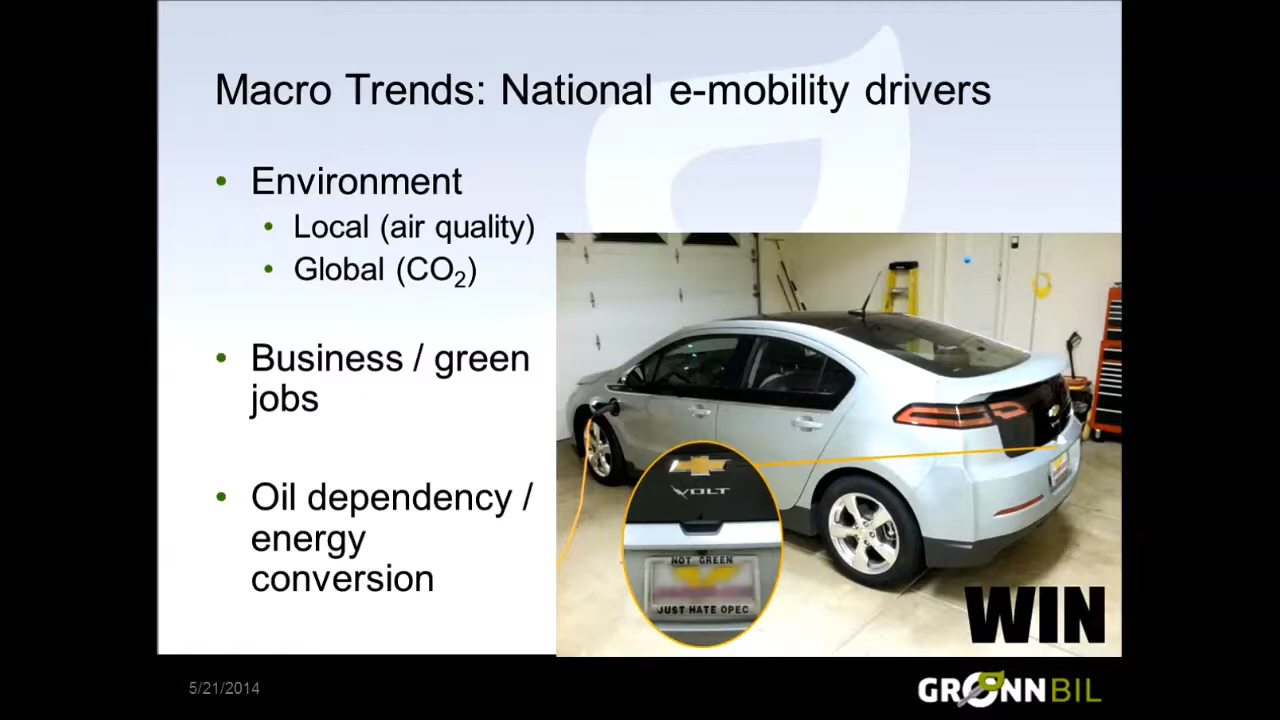 Macro Trends: National e-mobility drivers
• Environment
• Local (air quality)
• Global (CO₂)
• Business / green
jobs
• Oil dependency /
energy
conversion
VOLT
NOT GREEN
JUST HATE OPEC
WIN
5/21/2014
GRØNN BIL